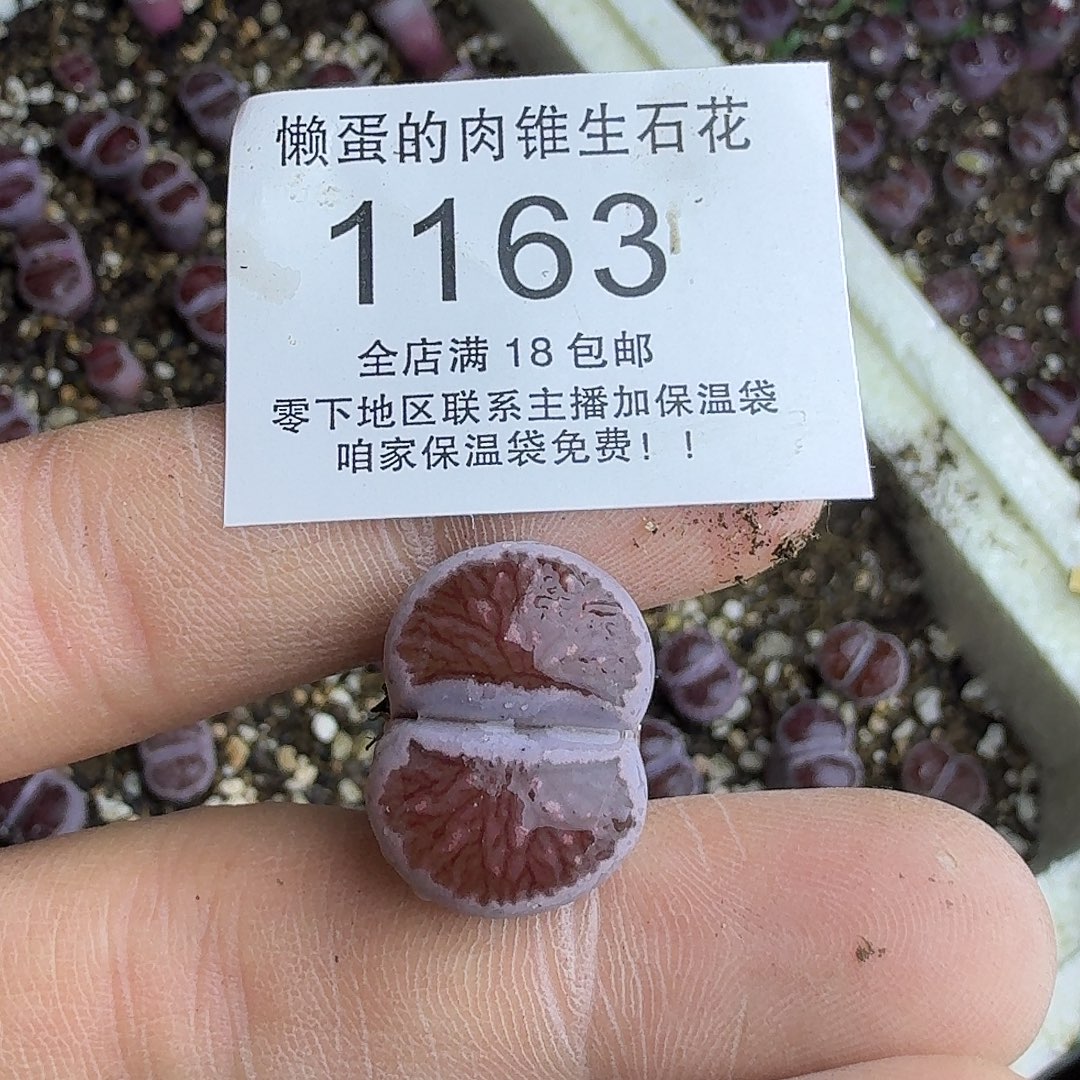 懒蛋的肉锥生石花
1163
全店满 18 包邮
零下地区联系主播加保温袋
咱家保温袋免费！！